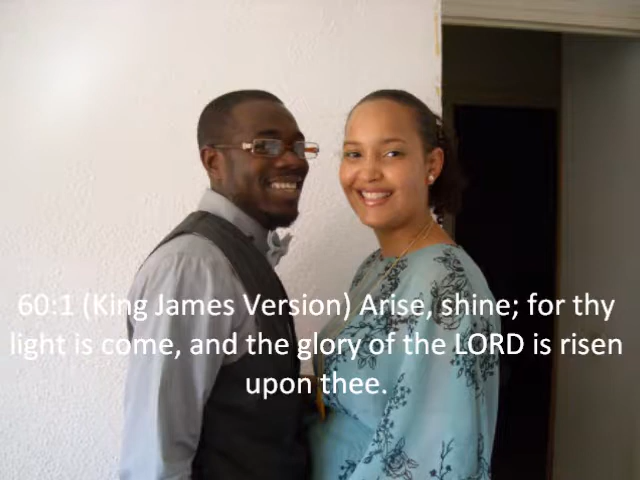 60:1 (King James Version) Arise, shine; for thy
light is come, and the glory of the LORD is risen
upon thee.